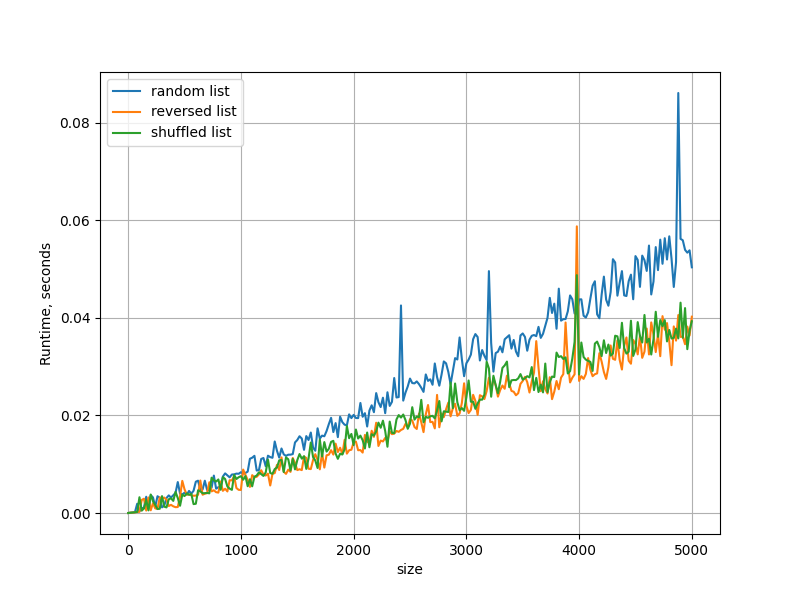 random list
reversed list
shuffled list
0.08
0.06
0.04
0.02
0.00
Runtime, seconds
0
1000
2000
3000
4000
5000
size